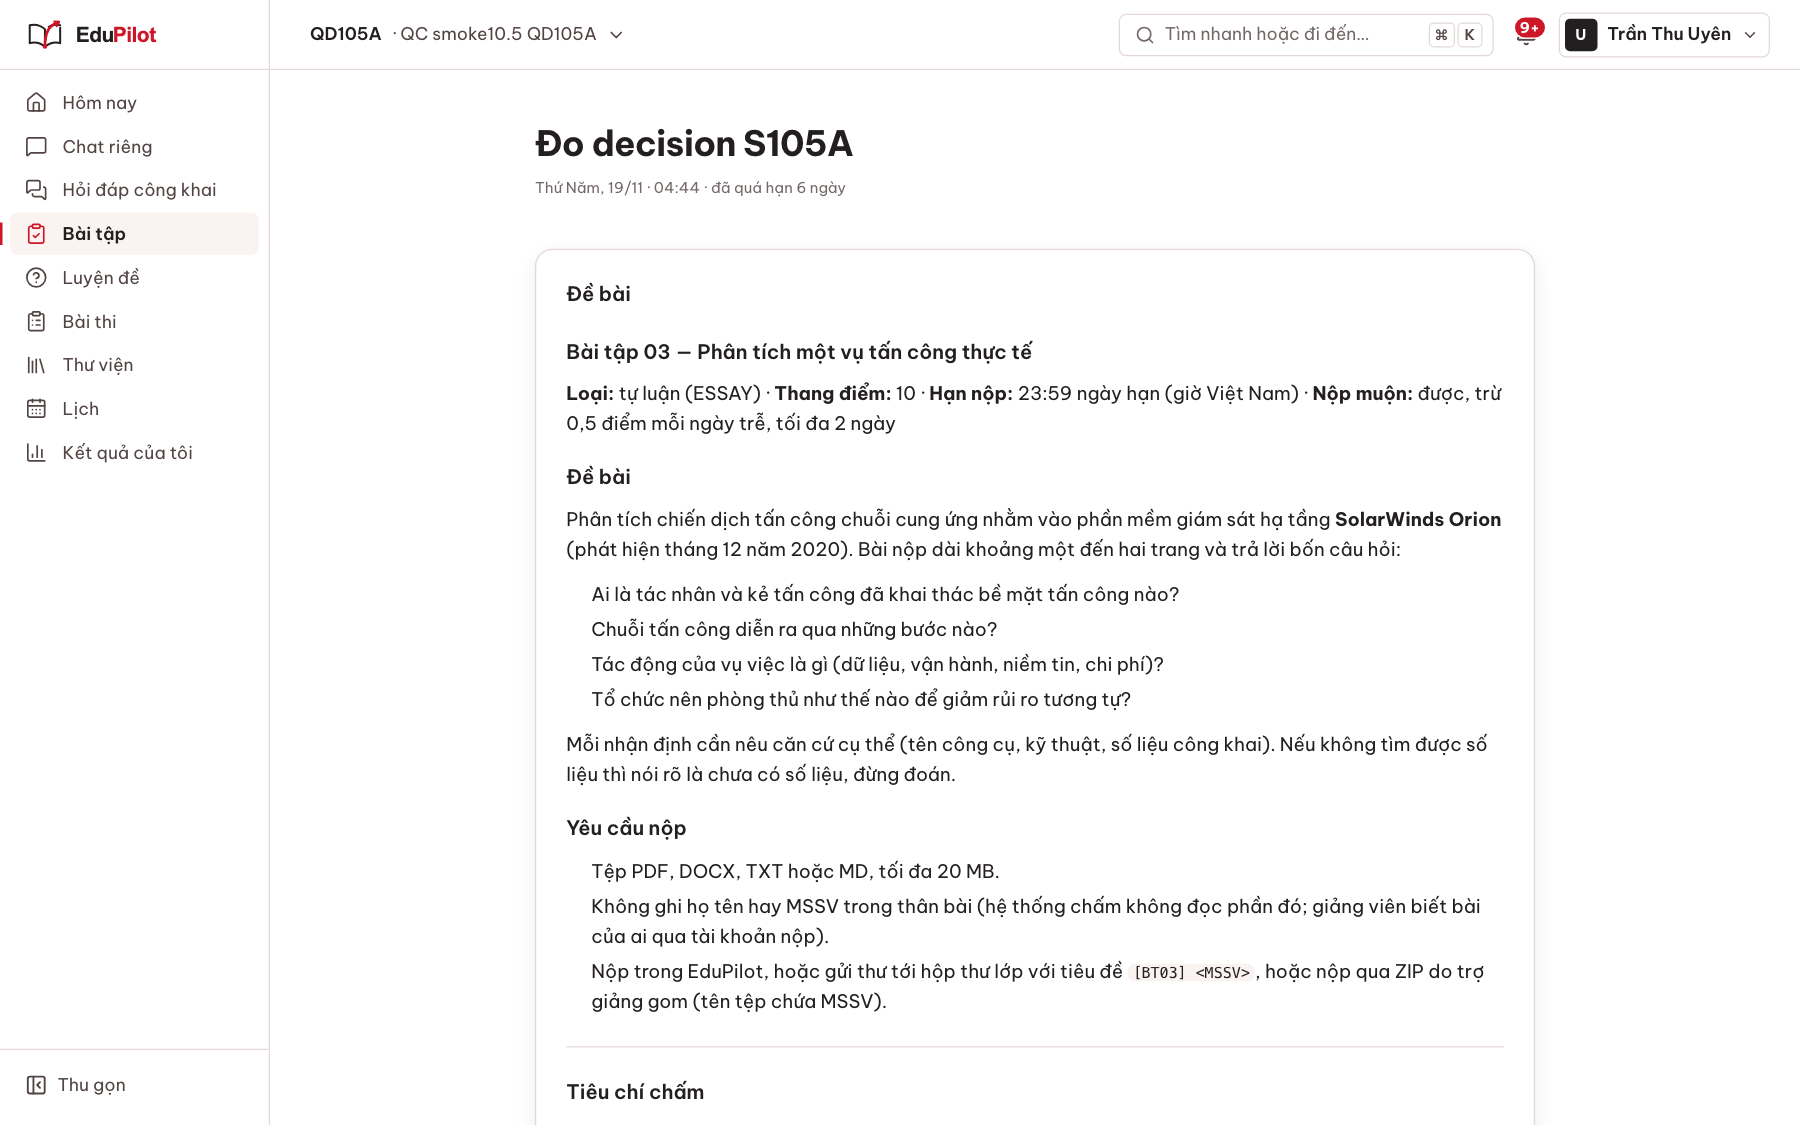 EduPilot
QD105A · QC smoke10.5 QD105A
Tìm nhanh hoặc đi đến...
⌘ K
9+
U
Trần Thu Uyên
Hôm nay
Chat riêng
Hỏi đáp công khai
Bài tập
Luyện đề
Bài thi
Thư viện
Lịch
Kết quả của tôi
Thu gọn
Đo decision S105A
Thứ Năm, 19/11 · 04:44 · đã quá hạn 6 ngày
Đề bài
Bài tập 03 — Phân tích một vụ tấn công thực tế
Loại: tự luận (ESSAY) · Thang điểm: 10 · Hạn nộp: 23:59 ngày hạn (giờ Việt Nam) · Nộp muộn: được, trừ
0,5 điểm mỗi ngày trễ, tối đa 2 ngày
Đề bài
Phân tích chiến dịch tấn công chuỗi cung ứng nhằm vào phần mềm giám sát hạ tầng SolarWinds Orion
(phát hiện tháng 12 năm 2020). Bài nộp dài khoảng một đến hai trang và trả lời bốn câu hỏi:
Ai là tác nhân và kẻ tấn công đã khai thác bề mặt tấn công nào?
Chuỗi tấn công diễn ra qua những bước nào?
Tác động của vụ việc là gì (dữ liệu, vận hành, niềm tin, chi phí)?
Tổ chức nên phòng thủ như thế nào để giảm rủi ro tương tự?
Mỗi nhận định cần nêu căn cứ cụ thể (tên công cụ, kỹ thuật, số liệu công khai). Nếu không tìm được số
liệu thì nói rõ là chưa có số liệu, đừng đoán.
Yêu cầu nộp
Tệp PDF, DOCX, TXT hoặc MD, tối đa 20 MB.
Không ghi họ tên hay MSSV trong thân bài (hệ thống chấm không đọc phần đó; giảng viên biết bài
của ai qua tài khoản nộp).
Nộp trong EduPilot, hoặc gửi thư tới hộp thư lớp với tiêu đề [BT03] <MSSV>, hoặc nộp qua ZIP do trợ
giảng gom (tên tệp chứa MSSV).
Tiêu chí chấm